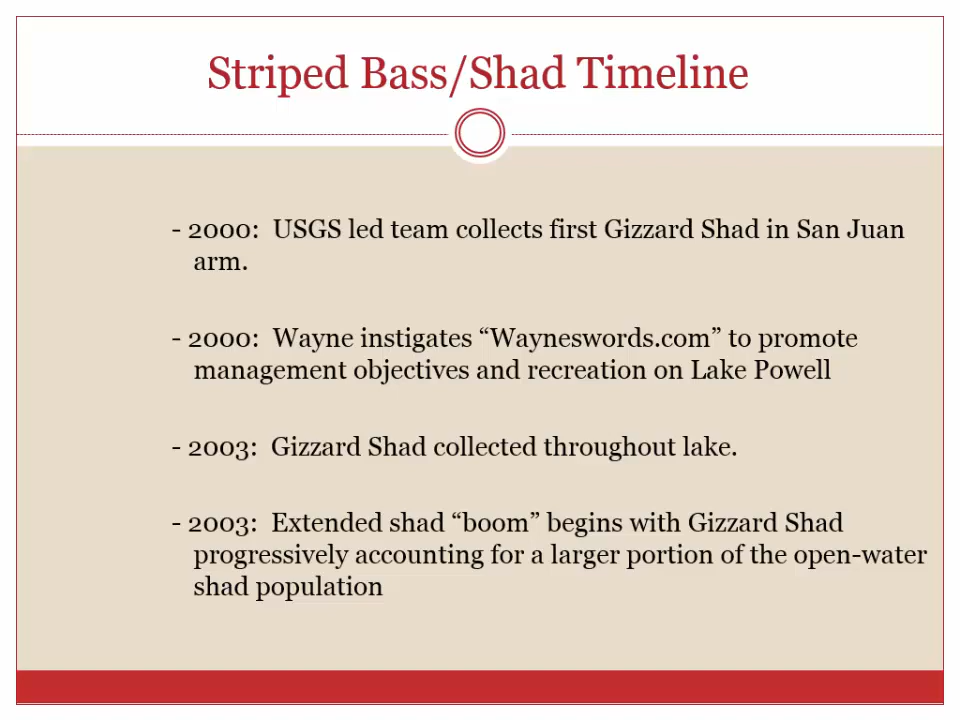 Striped Bass/Shad Timeline
- 2000:  USGS led team collects first Gizzard Shad in San Juan
arm.
- 2000:  Wayne instigates “Wayneswords.com” to promote
management objectives and recreation on Lake Powell
- 2003:  Gizzard Shad collected throughout lake.
- 2003:  Extended shad “boom” begins with Gizzard Shad
progressively accounting for a larger portion of the open-water
shad population